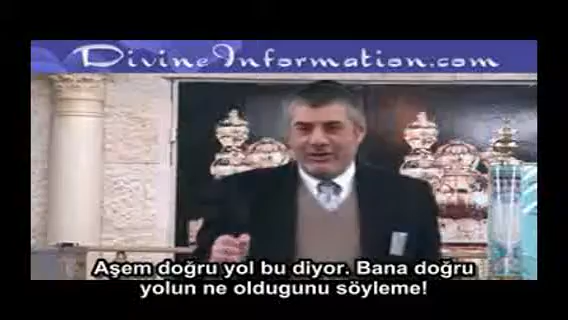 DivineInformation.com
Aşem doğru yol bu diyor. Bana doğru
yolun ne oldugunu söyleme!